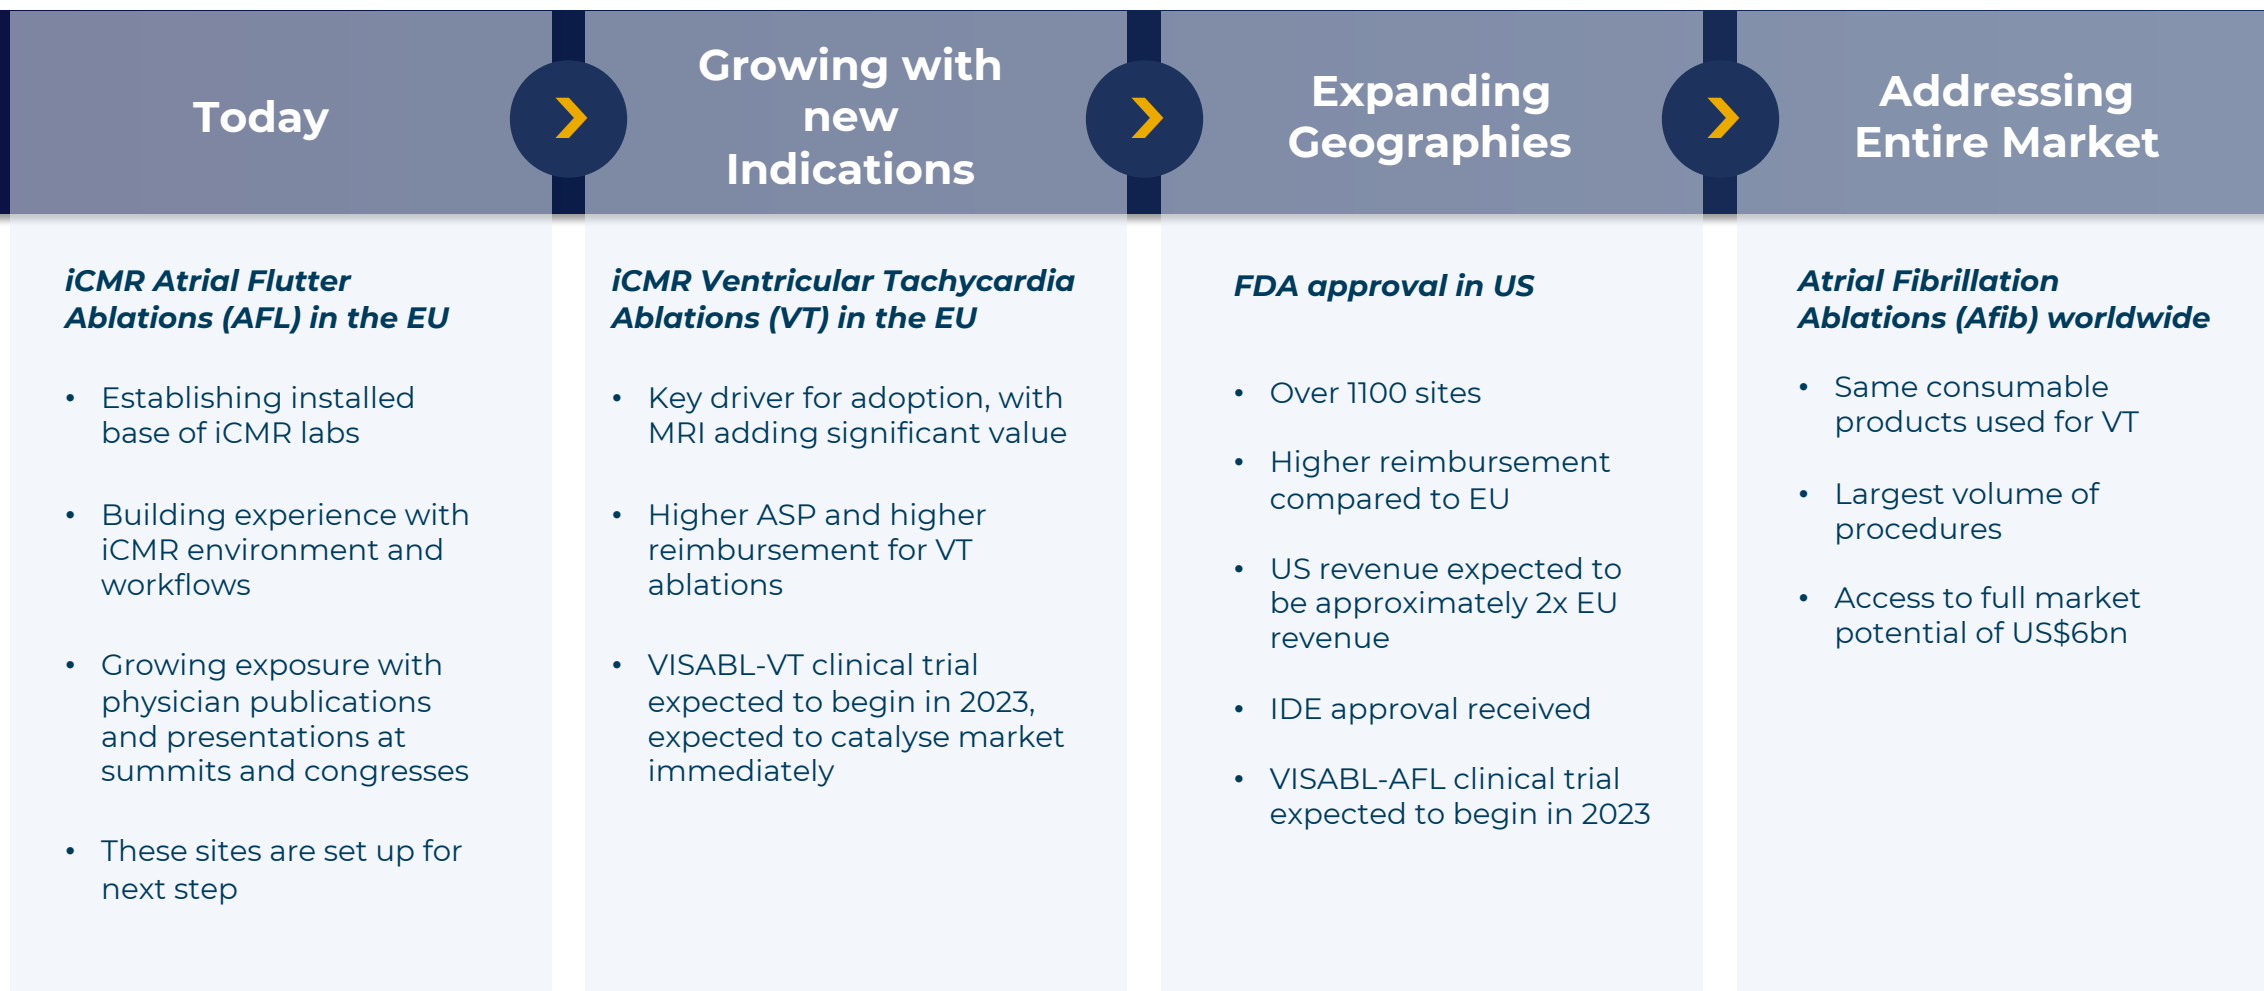 Today
Growing with
new
Indications
Expanding
Geographies
Addressing
Entire Market
iCMR Atrial Flutter
Ablations (AFL) in the EU
• Establishing installed
base of iCMR labs
• Building experience with
iCMR environment and
workflows
• Growing exposure with
physician publications
and presentations at
summits and congresses
• These sites are set up for
next step
iCMR Ventricular Tachycardia
Ablations (VT) in the EU
• Key driver for adoption, with
MRI adding significant value
• Higher ASP and higher
reimbursement for VT
ablations
• VISABL-VT clinical trial
expected to begin in 2023,
expected to catalyse market
immediately
FDA approval in US
• Over 1100 sites
• Higher reimbursement
compared to EU
• US revenue expected to
be approximately 2x EU
revenue
• IDE approval received
• VISABL-AFL clinical trial
expected to begin in 2023
Atrial Fibrillation
Ablations (Afib) worldwide
• Same consumable
products used for VT
• Largest volume of
procedures
• Access to full market
potential of US$6bn